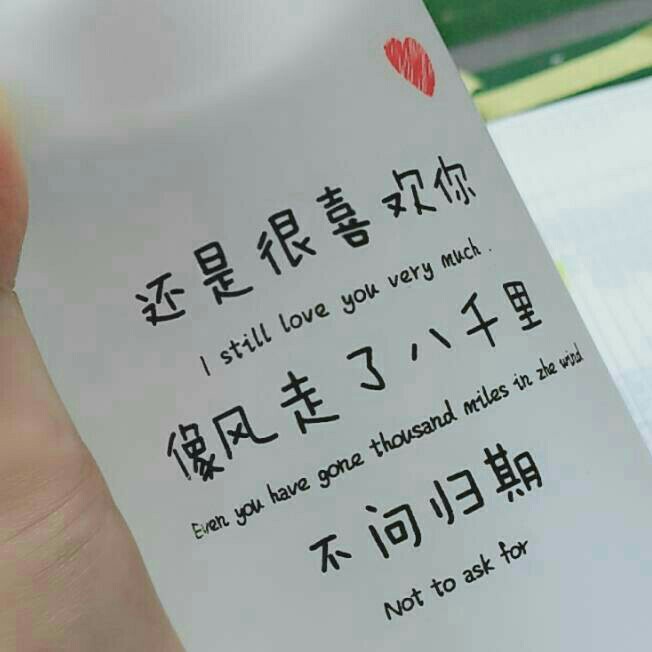 还是很喜欢你
I still love you very much.
像风走了八千里
Even you have gone thousand miles in zhe wind
不问归期
Not to ask for